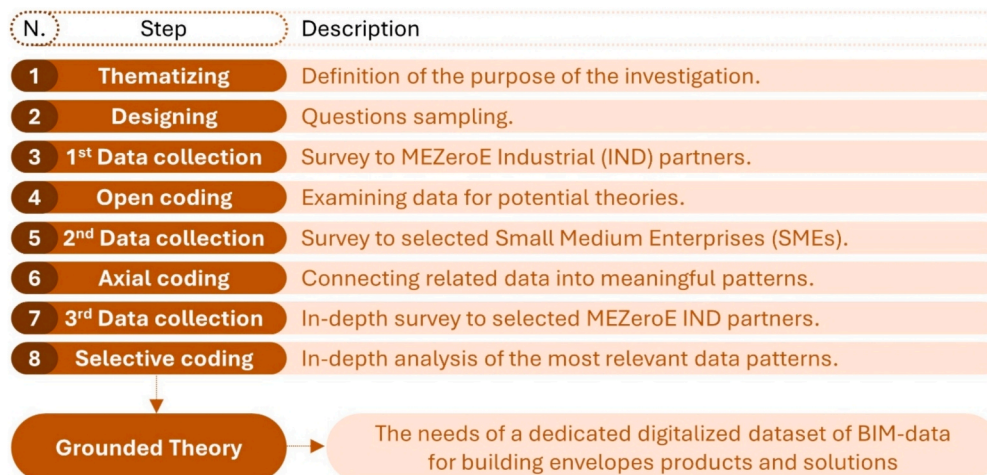 N. Step Description
1 Thematizing Definition of the purpose of the investigation.
2 Designing Questions sampling.
3 1st Data collection Survey to MEZeroE Industrial (IND) partners.
4 Open coding Examining data for potential theories.
5 2nd Data collection Survey to selected Small Medium Enterprises (SMEs).
6 Axial coding Connecting related data into meaningful patterns.
7 3rd Data collection In-depth survey to selected MEZeroE IND partners.
8 Selective coding In-depth analysis of the most relevant data patterns.
Grounded Theory
The needs of a dedicated digitalized dataset of BIM-data
for building envelopes products and solutions